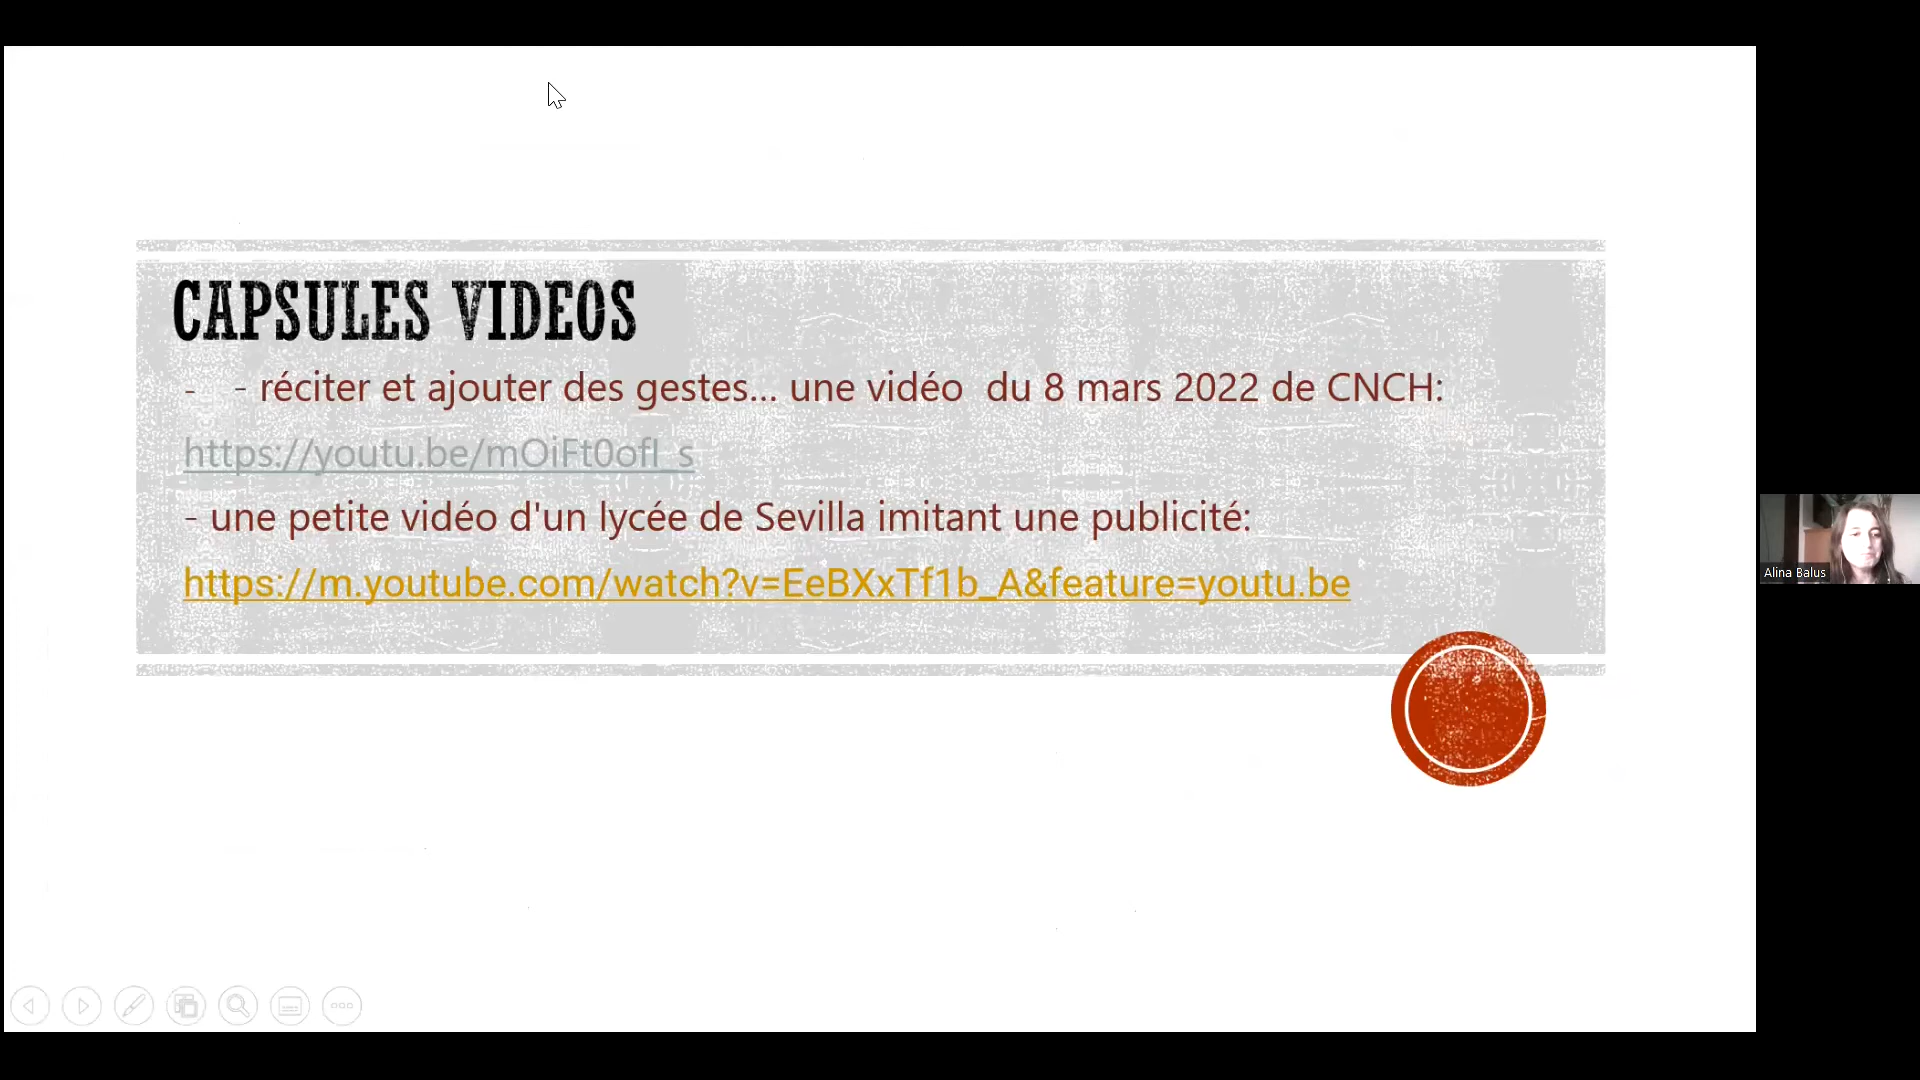 CAPSULES VIDEOS
- - réciter et ajouter des gestes... une vidéo du 8 mars 2022 de CNCH:
https://youtu.be/mOiFt0ofI_s
- une petite vidéo d'un lycée de Sevilla imitant une publicité:
https://m.youtube.com/watch?v=EeBXxTf1b_A&feature=youtu.be
Alina Balus